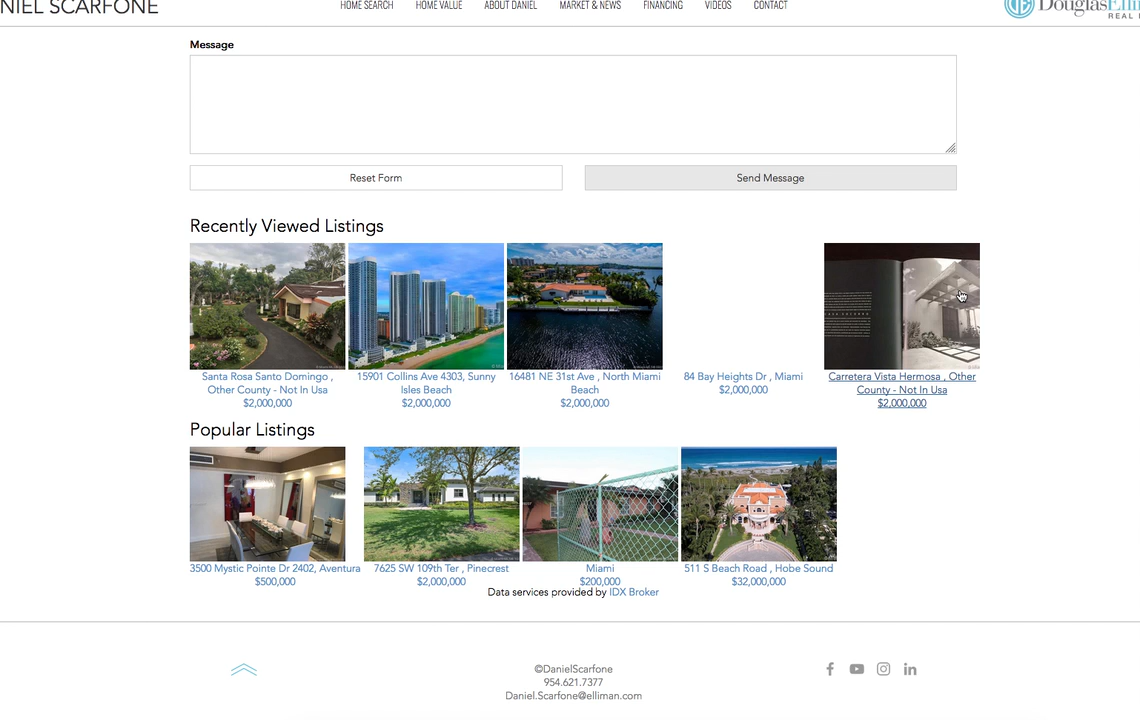 NIEL SCARFONE
HOME SEARCH HOME VALUE ABOUT DANIEL MARKET & NEWS FINANCING VIDEOS CONTACT
DouglasElli
REAL
Message
Reset Form Send Message
Recently Viewed Listings
Santa Rosa Santo Domingo ,
Other County - Not In Usa
$2,000,000
15901 Collins Ave 4303, Sunny
Isles Beach
$2,000,000
16481 NE 31st Ave , North Miami
Beach
$2,000,000
84 Bay Heights Dr , Miami
$2,000,000
Carretera Vista Hermosa , Other
County - Not In Usa
$2,000,000
Popular Listings
3500 Mystic Pointe Dr 2402, Aventura
$500,000
7625 SW 109th Ter , Pinecrest
$2,000,000
Miami
$200,000
511 S Beach Road , Hobe Sound
$32,000,000
Data services provided by IDX Broker
©DanielScarfone
954.621.7377
Daniel.Scarfone@elliman.com